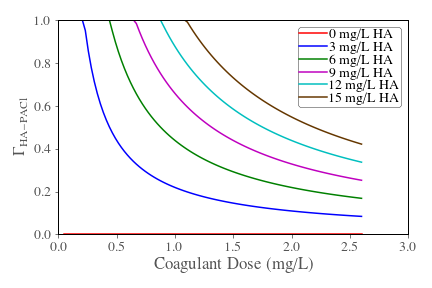 1.0
0.8
0.6
0.4
0.2
0.0
Γ_HA−PACl
0 mg/L HA
3 mg/L HA
6 mg/L HA
9 mg/L HA
12 mg/L HA
15 mg/L HA
0.0 0.5 1.0 1.5 2.0 2.5 3.0
Coagulant Dose (mg/L)